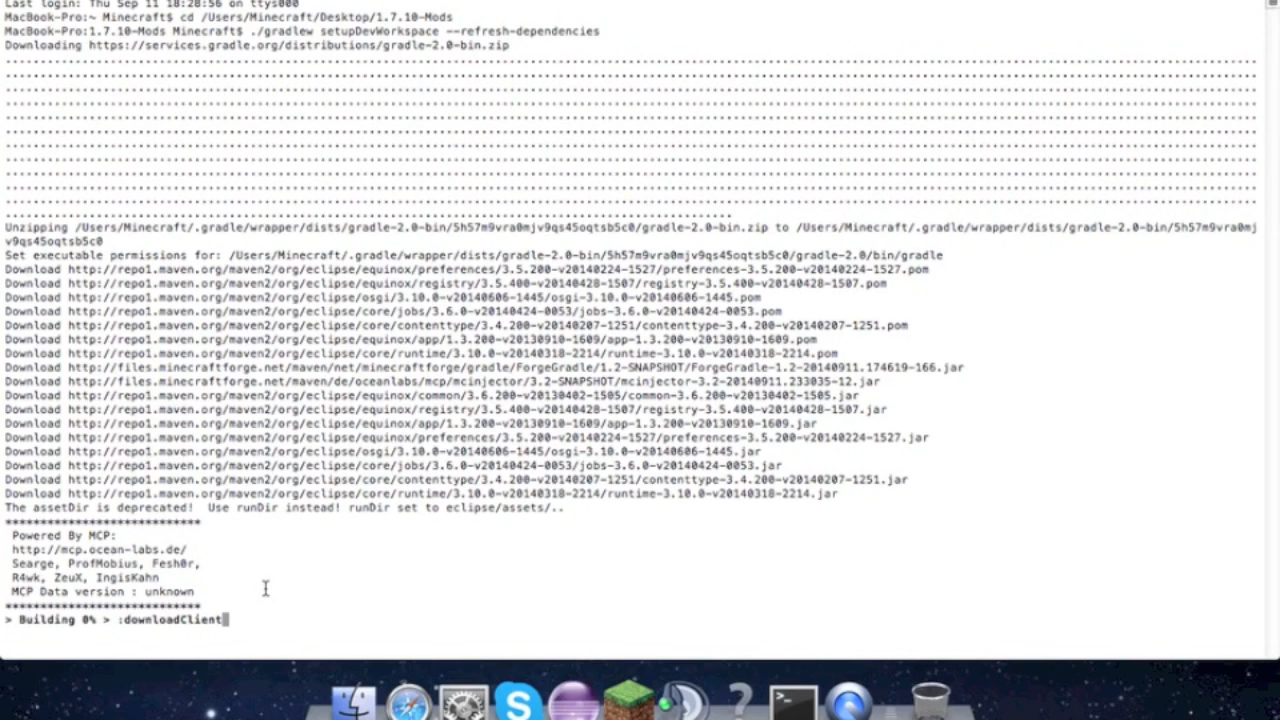 Last login: Thu Sep 11 18:28:56 on ttys000
MacBook-Pro:~ Minecraft$ cd /Users/Minecraft/Desktop/1.7.10-Mods
MacBook-Pro:1.7.10-Mods Minecraft$ ./gradlew setupDevWorkspace --refresh-dependencies
Downloading https://services.gradle.org/distributions/gradle-2.0-bin.zip
Unzipping /Users/Minecraft/.gradle/wrapper/dists/gradle-2.0-bin/5h57m9vra0mjv9qs45oqtsb5c0/gradle-2.0-bin.zip to /Users/Minecraft/.gradle/wrapper/dists/gradle-2.0-bin/5h57m9vra0mj
v9qs45oqtsb5c0
Set executable permissions for: /Users/Minecraft/.gradle/wrapper/dists/gradle-2.0-bin/5h57m9vra0mjv9qs45oqtsb5c0/gradle-2.0/bin/gradle
Download http://repo1.maven.org/maven2/org/eclipse/equinox/preferences/3.5.200-v20140224-1527/preferences-3.5.200-v20140224-1527.pom
Download http://repo1.maven.org/maven2/org/eclipse/equinox/registry/3.5.400-v20140428-1507/registry-3.5.400-v20140428-1507.pom
Download http://repo1.maven.org/maven2/org/eclipse/osgi/3.10.0-v20140606-1445/osgi-3.10.0-v20140606-1445.pom
Download http://repo1.maven.org/maven2/org/eclipse/core/jobs/3.6.0-v20140424-0053/jobs-3.6.0-v20140424-0053.pom
Download http://repo1.maven.org/maven2/org/eclipse/core/contenttype/3.4.200-v20140207-1251/contenttype-3.4.200-v20140207-1251.pom
Download http://repo1.maven.org/maven2/org/eclipse/equinox/app/1.3.200-v20130910-1609/app-1.3.200-v20130910-1609.pom
Download http://repo1.maven.org/maven2/org/eclipse/core/runtime/3.10.0-v20140318-2214/runtime-3.10.0-v20140318-2214.pom
Download http://files.minecraftforge.net/maven/net/minecraftforge/gradle/ForgeGradle/1.2-SNAPSHOT/ForgeGradle-1.2-20140911.174619-166.jar
Download http://files.minecraftforge.net/maven/de/oceanlabs/mcp/mcinjector/3.2-SNAPSHOT/mcinjector-3.2-20140911.233035-12.jar
Download http://repo1.maven.org/maven2/org/eclipse/equinox/common/3.6.200-v20130402-1505/common-3.6.200-v20130402-1505.jar
Download http://repo1.maven.org/maven2/org/eclipse/equinox/registry/3.5.400-v20140428-1507/registry-3.5.400-v20140428-1507.jar
Download http://repo1.maven.org/maven2/org/eclipse/equinox/app/1.3.200-v20130910-1609/app-1.3.200-v20130910-1609.jar
Download http://repo1.maven.org/maven2/org/eclipse/equinox/preferences/3.5.200-v20140224-1527/preferences-3.5.200-v20140224-1527.jar
Download http://repo1.maven.org/maven2/org/eclipse/osgi/3.10.0-v20140606-1445/osgi-3.10.0-v20140606-1445.jar
Download http://repo1.maven.org/maven2/org/eclipse/core/jobs/3.6.0-v20140424-0053/jobs-3.6.0-v20140424-0053.jar
Download http://repo1.maven.org/maven2/org/eclipse/core/contenttype/3.4.200-v20140207-1251/contenttype-3.4.200-v20140207-1251.jar
Download http://repo1.maven.org/maven2/org/eclipse/core/runtime/3.10.0-v20140318-2214/runtime-3.10.0-v20140318-2214.jar
The assetDir is deprecated!  Use runDir instead! runDir set to eclipse/assets/..
****************************
Powered By MCP:
http://mcp.ocean-labs.de/
Searge, ProfMobius, Fesh0r,
R4wk, ZeuX, IngisKahn
MCP Data version : unknown
****************************
> Building 0% > :downloadClient